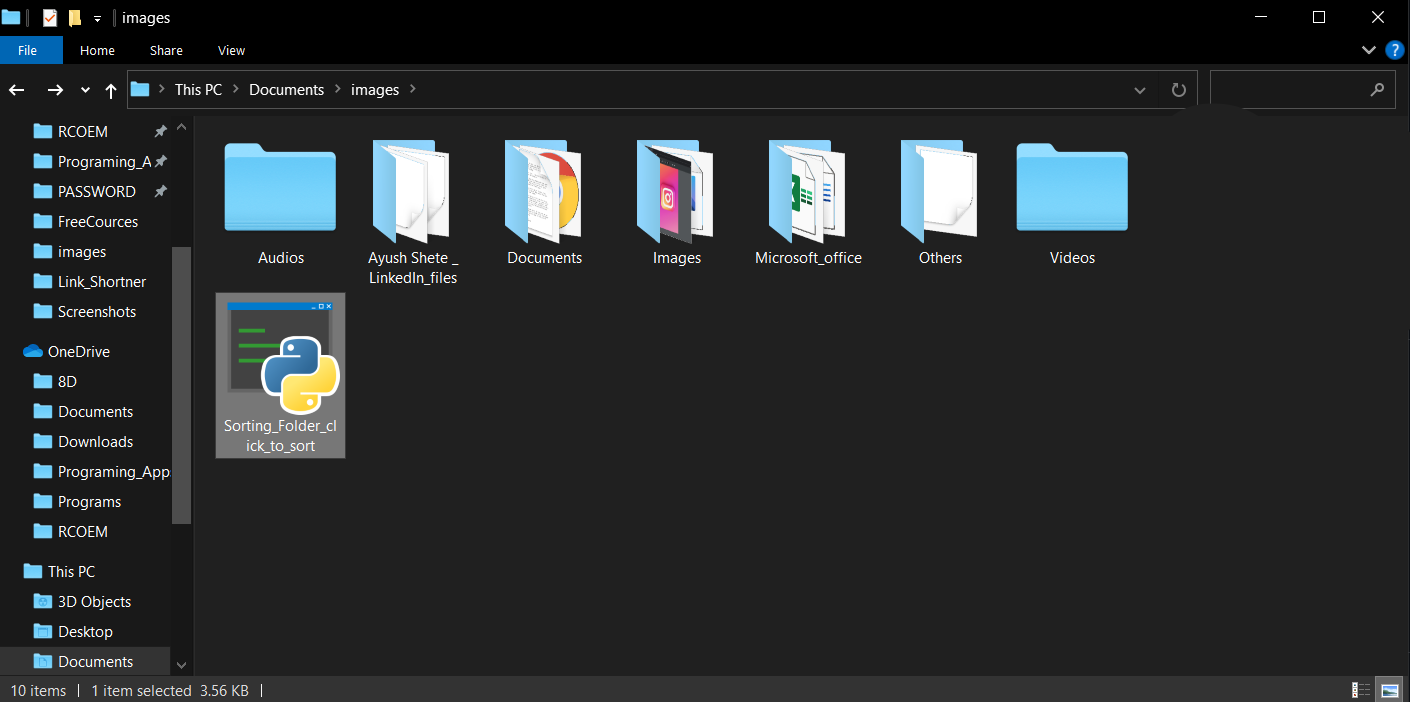 images
File Home Share View
This PC Documents images
RCOEM
Programing_A
PASSWORD
FreeCources
images
Link_Shortner
Screenshots
OneDrive
8D
Documents
Downloads
Programing_App
Programs
RCOEM
This PC
3D Objects
Desktop
Documents
Audios
Ayush Shete _
LinkedIn_files
Documents
Images
Microsoft_office
Others
Videos
Sorting_Folder_cl
ick_to_sort
10 items 1 item selected 3.56 KB